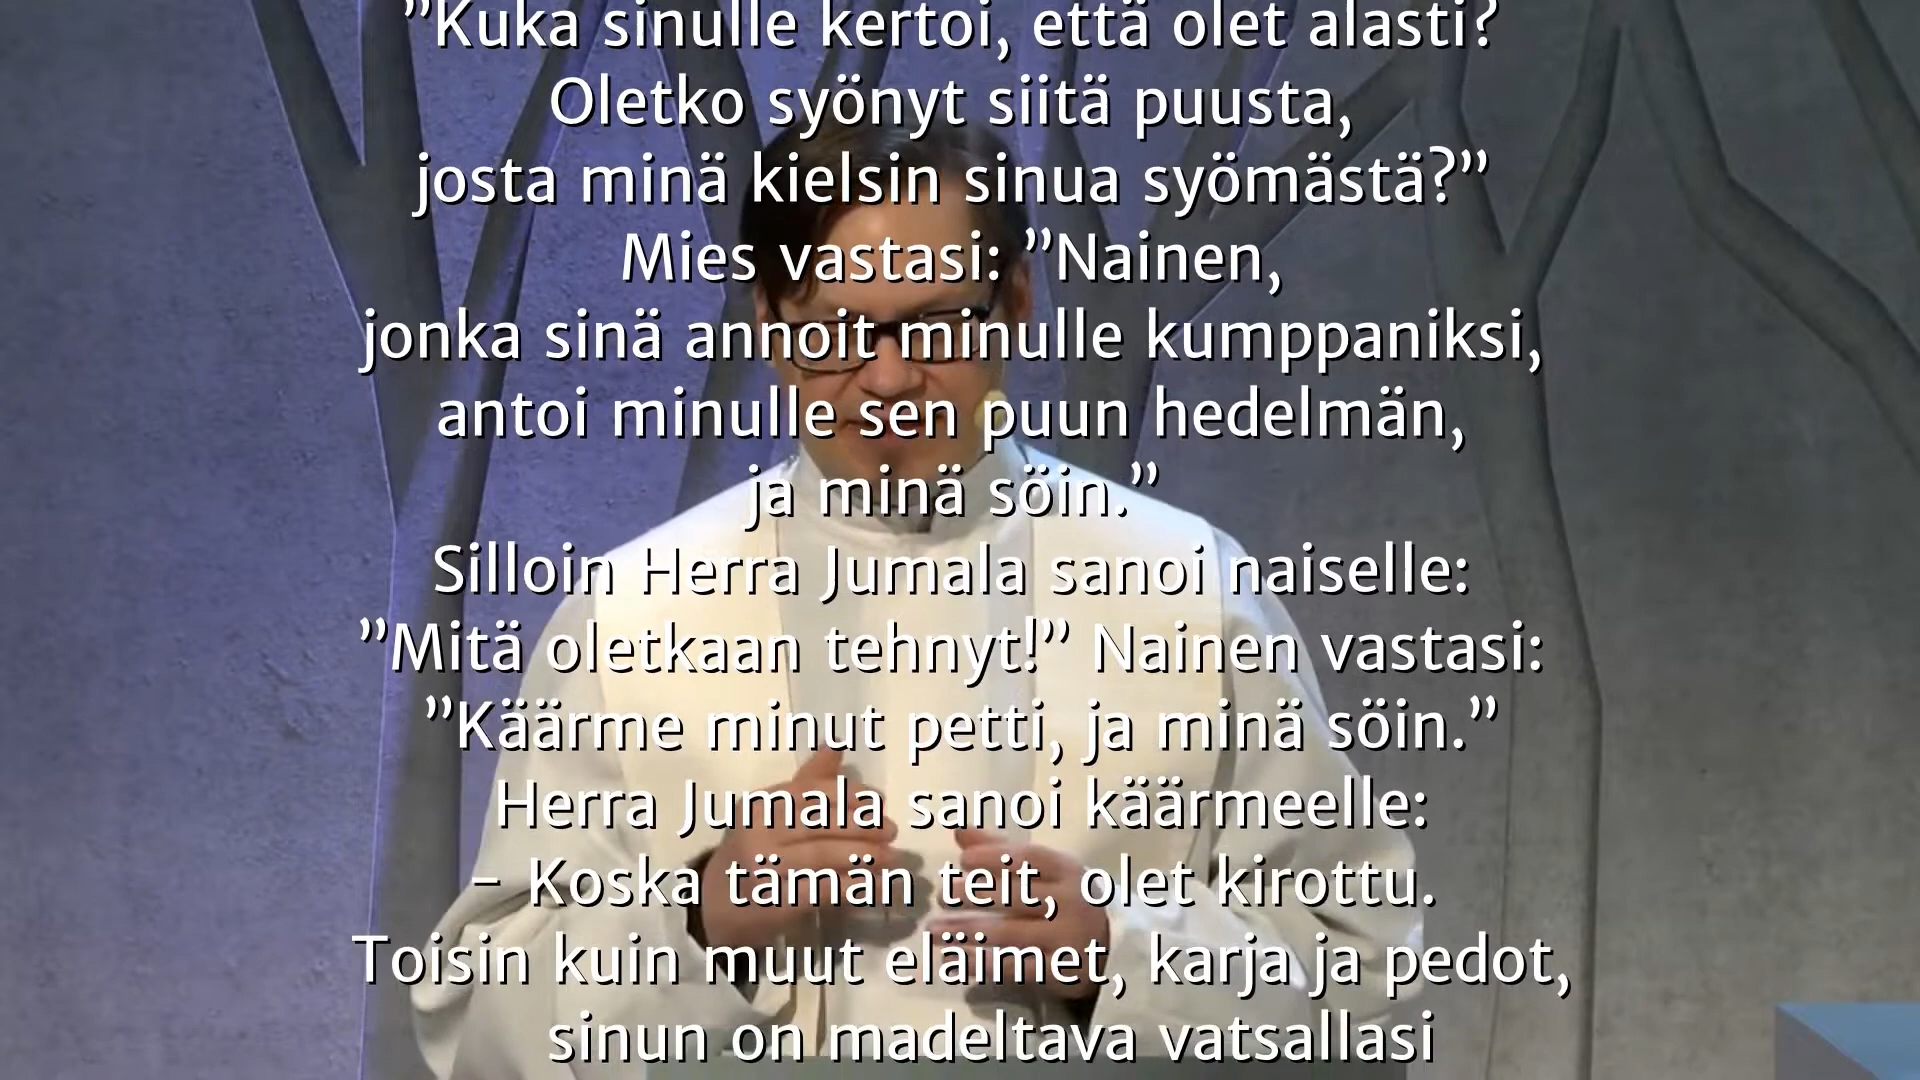 ”Kuka sinulle kertoi, että olet alasti?
Oletko syönyt siitä puusta,
josta minä kielsin sinua syömästä?”
Mies vastasi: ”Nainen,
jonka sinä annoit minulle kumppaniksi,
antoi minulle sen puun hedelmän,
ja minä söin.”
Silloin Herra Jumala sanoi naiselle:
”Mitä oletkaan tehnyt!” Nainen vastasi:
”Käärme minut petti, ja minä söin.”
Herra Jumala sanoi käärmeelle:
– Koska tämän teit, olet kirottu.
Toisin kuin muut eläimet, karja ja pedot,
sinun on madeltava vatsallasi